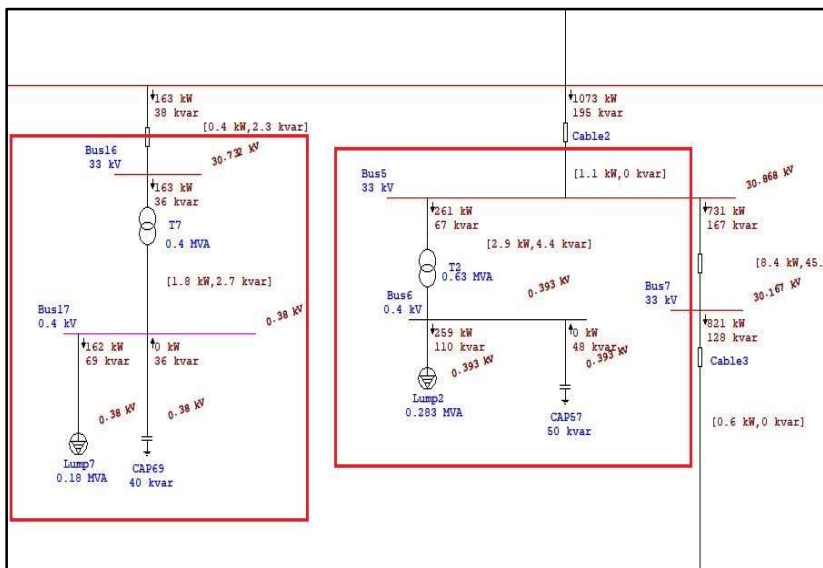 163 kW
38 kvar
[0.4 kW,2.3 kvar]
Bus16
33 kV
30.732 kV
163 kW
36 kvar
T7
0.4 MVA
[1.8 kW,2.7 kvar]
Bus17
0.4 kV
0.38 kV
162 kW
69 kvar
0 kW
36 kvar
0.38 kV
0.38 kV
Lump7
0.18 MVA
CAP69
40 kvar
1073 kW
195 kvar
Cable2
[1.1 kW,0 kvar]
Bus5
33 kV
30.868 kV
261 kW
67 kvar
731 kW
167 kvar
[2.9 kW,4.4 kvar]
T2
0.63 MVA
[8.4 kW,45.
0.393 kV
Bus6
0.4 kV
Bus7
33 kV
30.167 kV
259 kW
110 kvar
0 kW
48 kvar
0.393 kV
0.393 kV
821 kW
128 kvar
Cable3
Lump2
0.283 MVA
CAP57
50 kvar
[0.6 kW,0 kvar]